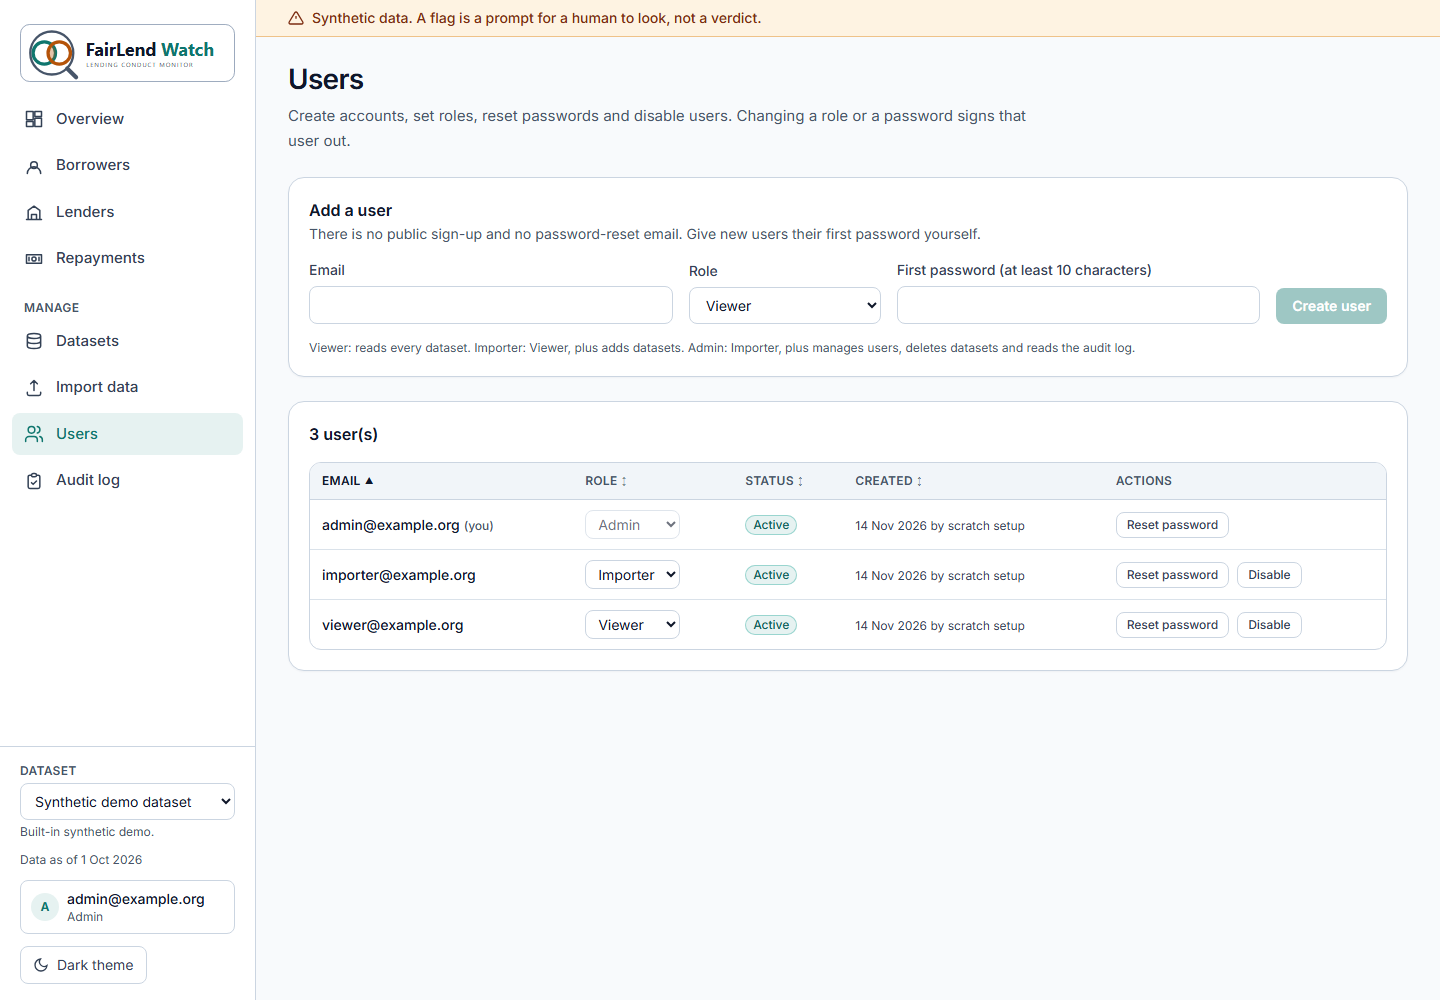 FairLend Watch
LENDING CONDUCT MONITOR
Overview
Borrowers
Lenders
Repayments
MANAGE
Datasets
Import data
Users
Audit log
DATASET
Synthetic demo dataset
Built-in synthetic demo.
Data as of 1 Oct 2026
A
admin@example.org
Admin
Dark theme
Synthetic data. A flag is a prompt for a human to look, not a verdict.
Users
Create accounts, set roles, reset passwords and disable users. Changing a role or a password signs that
user out.
Add a user
There is no public sign-up and no password-reset email. Give new users their first password yourself.
Email Role First password (at least 10 characters)
Viewer Create user
Viewer: reads every dataset. Importer: Viewer, plus adds datasets. Admin: Importer, plus manages users, deletes datasets and reads the audit log.
3 user(s)
EMAIL ▲ ROLE ↕ STATUS ↕ CREATED ↕ ACTIONS
admin@example.org (you) Admin Active 14 Nov 2026 by scratch setup Reset password
importer@example.org Importer Active 14 Nov 2026 by scratch setup Reset password Disable
viewer@example.org Viewer Active 14 Nov 2026 by scratch setup Reset password Disable